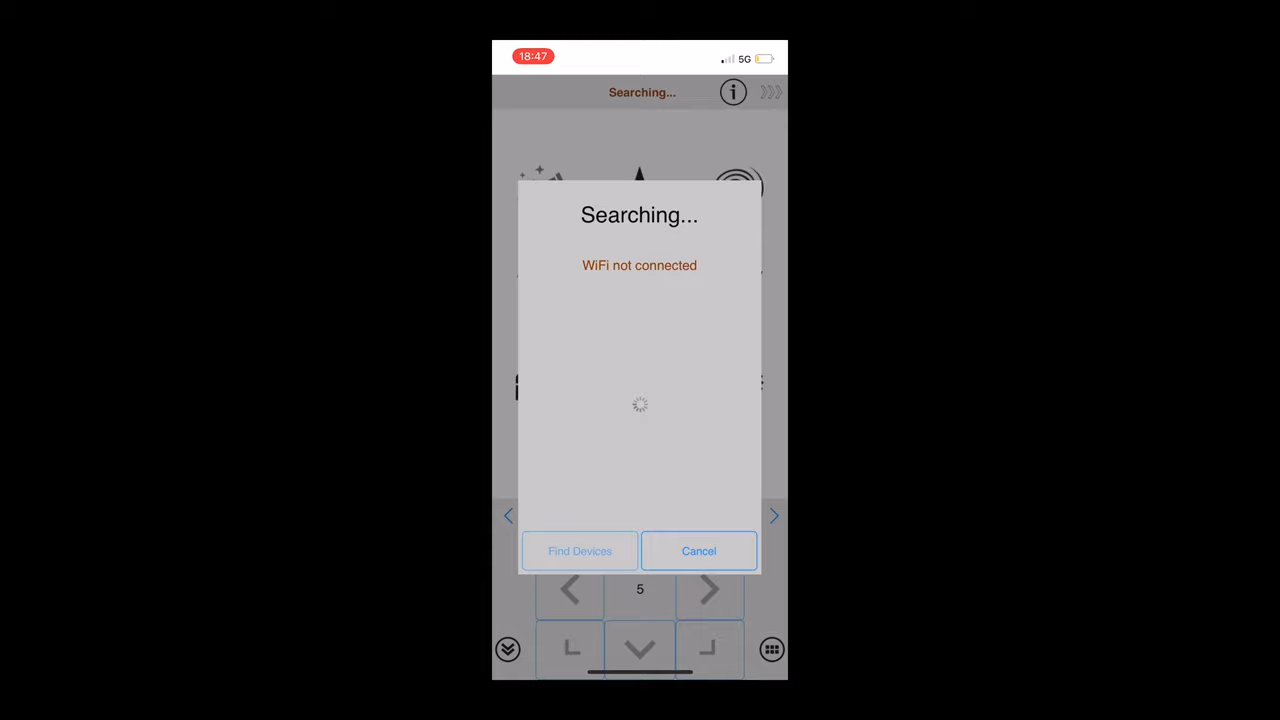 18:47
5G
Searching...
Searching...
WiFi not connected
Find Devices
Cancel
5